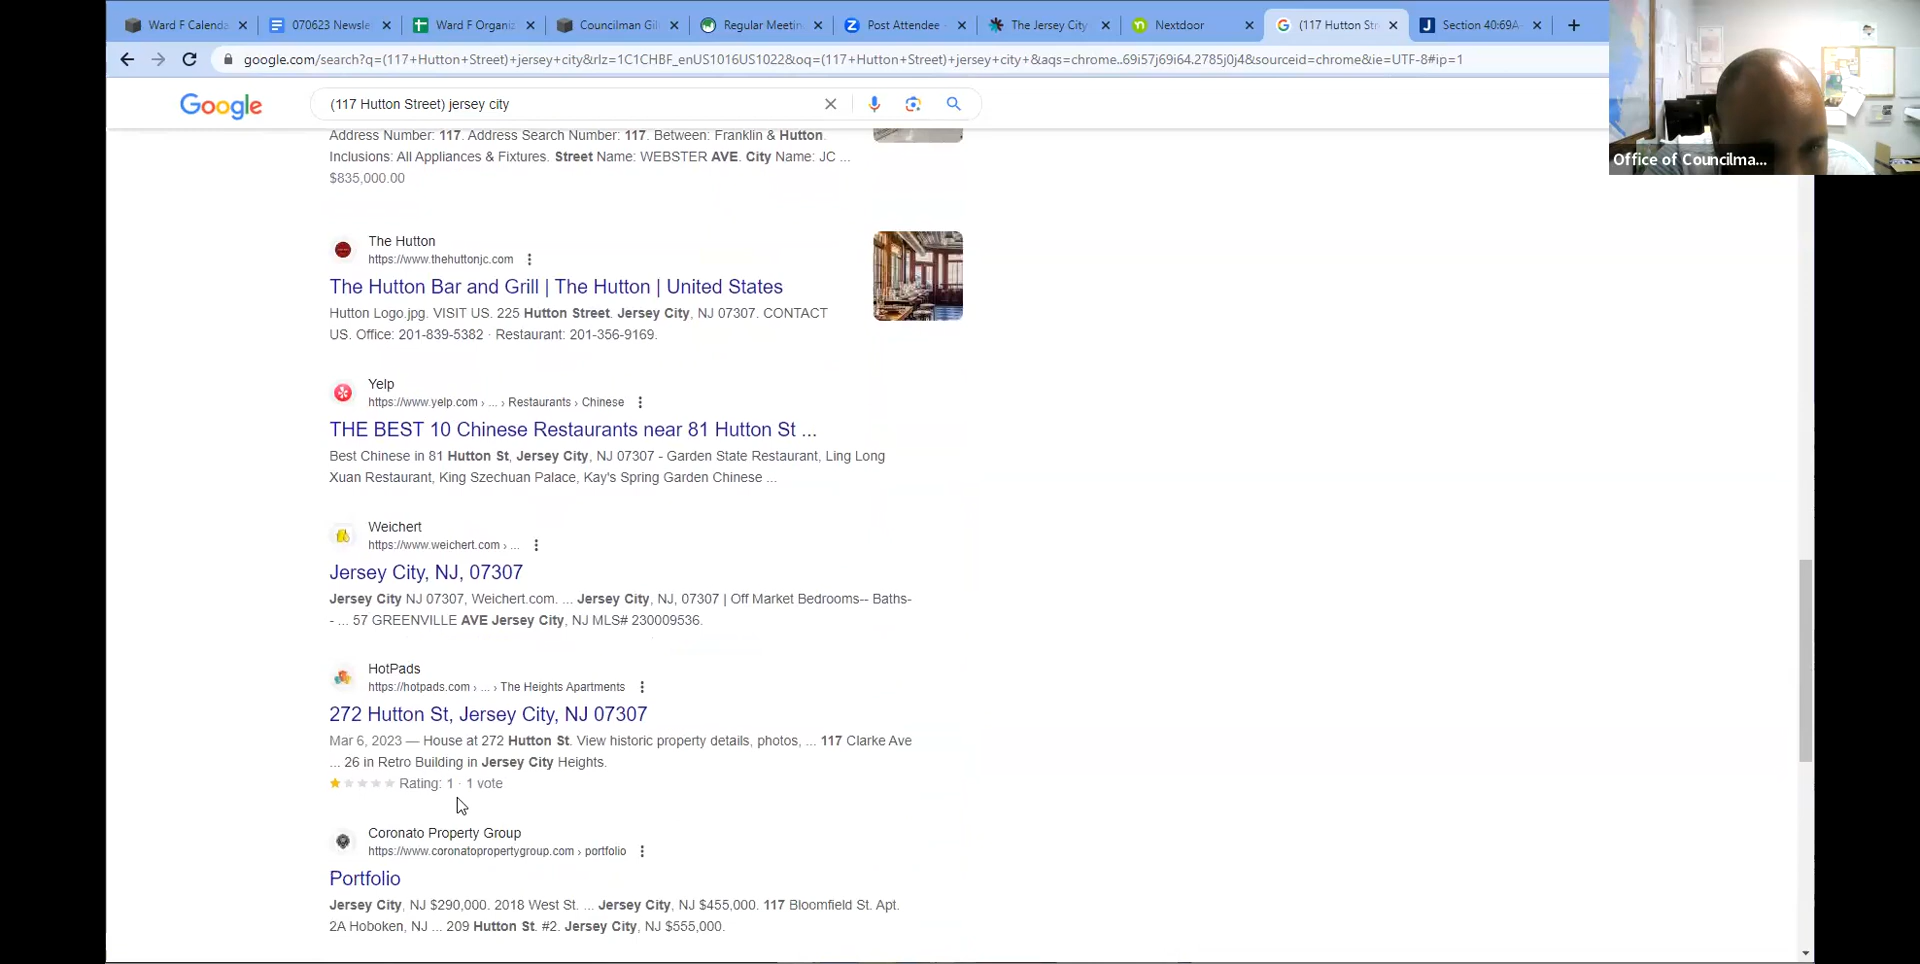 Ward F Calenda
070623 Newsle
Ward F Organiz
Councilman Gil
Regular Meetin
Post Attendee -
The Jersey City
Nextdoor
(117 Hutton Str
Section 40:69A
google.com/search?q=(117+Hutton+Street)+jersey+city&rlz=1C1CHBF_enUS1016US1022&oq=(117+Hutton+Street)+jersey+city+&aqs=chrome..69i57j69i64.2785j0j4&sourceid=chrome&ie=UTF-8#ip=1
Google
(117 Hutton Street) jersey city
Office of Councilma...
Address Number: 117. Address Search Number: 117. Between: Franklin & Hutton.
Inclusions: All Appliances & Fixtures. Street Name: WEBSTER AVE. City Name: JC ...
$835,000.00
The Hutton
https://www.thehuttonjc.com
The Hutton Bar and Grill | The Hutton | United States
Hutton Logo.jpg. VISIT US. 225 Hutton Street. Jersey City, NJ 07307. CONTACT
US. Office: 201-839-5382 · Restaurant: 201-356-9169.
Yelp
https://www.yelp.com › ... › Restaurants › Chinese
THE BEST 10 Chinese Restaurants near 81 Hutton St ...
Best Chinese in 81 Hutton St, Jersey City, NJ 07307 - Garden State Restaurant, Ling Long
Xuan Restaurant, King Szechuan Palace, Kay's Spring Garden Chinese ...
Weichert
https://www.weichert.com › ...
Jersey City, NJ, 07307
Jersey City NJ 07307, Weichert.com. ... Jersey City, NJ, 07307 | Off Market Bedrooms-- Baths-
- ... 57 GREENVILLE AVE Jersey City, NJ MLS# 230009536.
HotPads
https://hotpads.com › ... › The Heights Apartments
272 Hutton St, Jersey City, NJ 07307
Mar 6, 2023 — House at 272 Hutton St. View historic property details, photos, ... 117 Clarke Ave
... 26 in Retro Building in Jersey City Heights.
Rating: 1 · 1 vote
Coronato Property Group
https://www.coronatopropertygroup.com › portfolio
Portfolio
Jersey City, NJ $290,000. 2018 West St. ... Jersey City, NJ $455,000. 117 Bloomfield St. Apt.
2A Hoboken, NJ ... 209 Hutton St. #2. Jersey City, NJ $555,000.